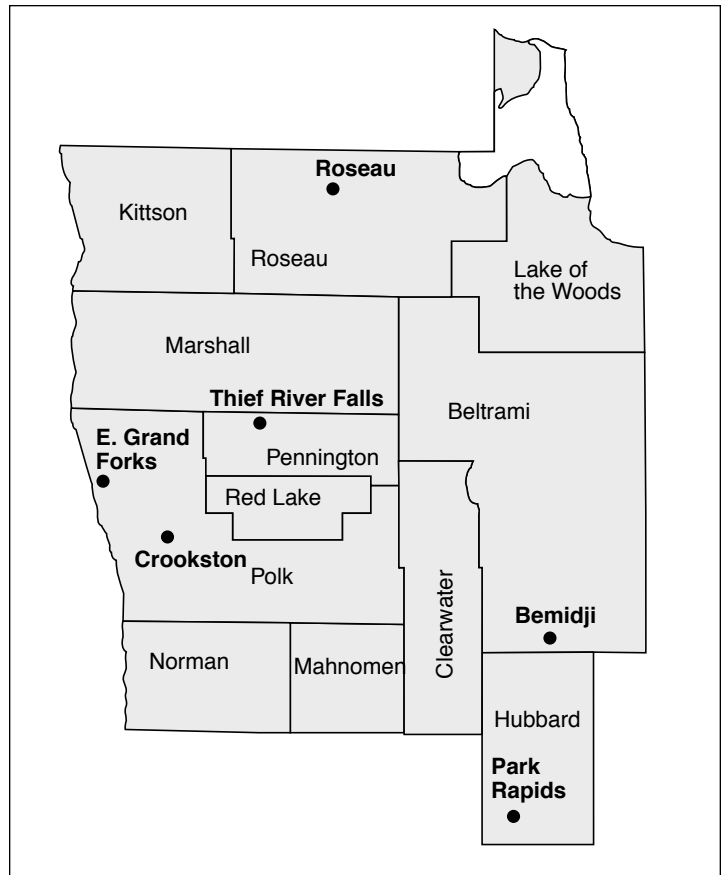 Roseau
Kittson
Roseau
Lake of
the Woods
Marshall
Thief River Falls
Beltrami
E. Grand
Forks
Pennington
Red Lake
Crookston
Polk
Clearwater
Bemidji
Norman
Mahnomen
Hubbard
Park
Rapids